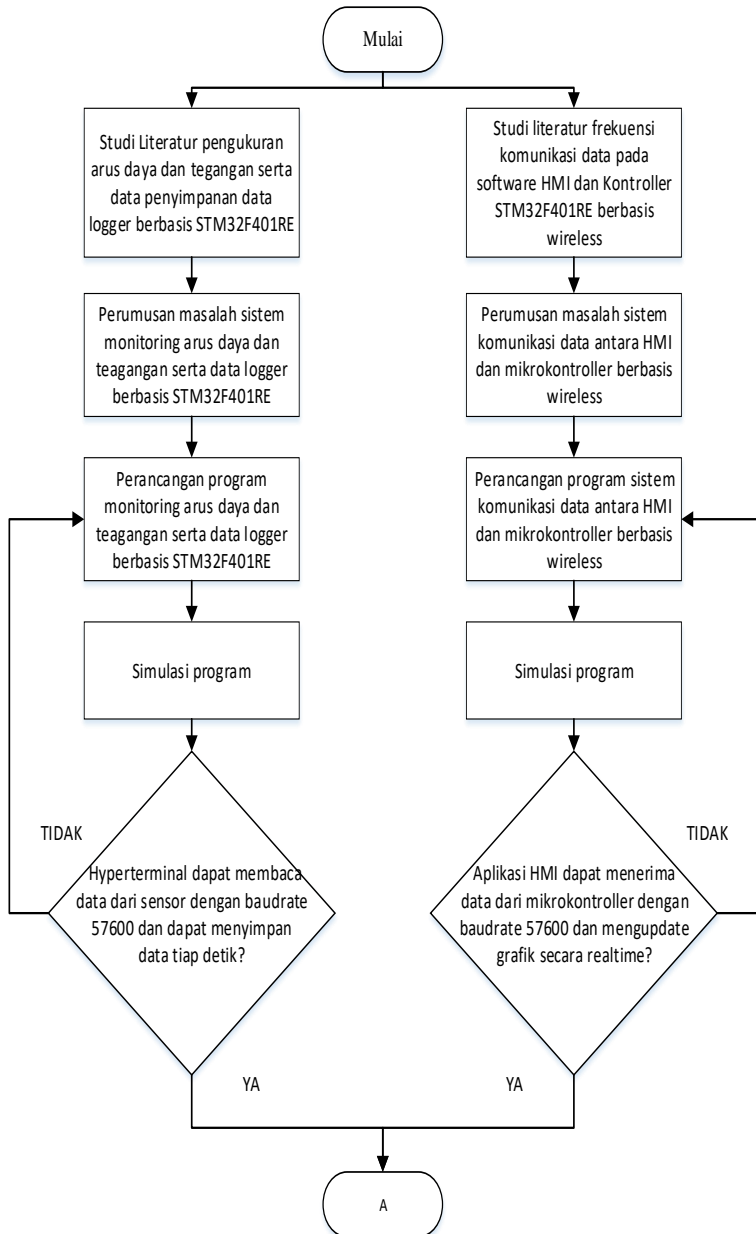 Mulai
Studi Literatur pengukuran
arus daya dan tegangan serta
data penyimpanan data
logger berbasis STM32F401RE
Studi literatur frekuensi
komunikasi data pada
software HMI dan Kontroller
STM32F401RE berbasis
wireless
Perumusan masalah sistem
monitoring arus daya dan
teagangan serta data logger
berbasis STM32F401RE
Perumusan masalah sistem
komunikasi data antara HMI
dan mikrokontroller berbasis
wireless
Perancangan program
monitoring arus daya dan
teagangan serta data logger
berbasis STM32F401RE
Perancangan program sistem
komunikasi data antara HMI
dan mikrokontroller berbasis
wireless
Simulasi program
Simulasi program
TIDAK
Hyperterminal dapat membaca
data dari sensor dengan baudrate
57600 dan dapat menyimpan
data tiap detik?
YA
TIDAK
Aplikasi HMI dapat menerima
data dari mikrokontroller dengan
baudrate 57600 dan mengupdate
grafik secara realtime?
YA
A